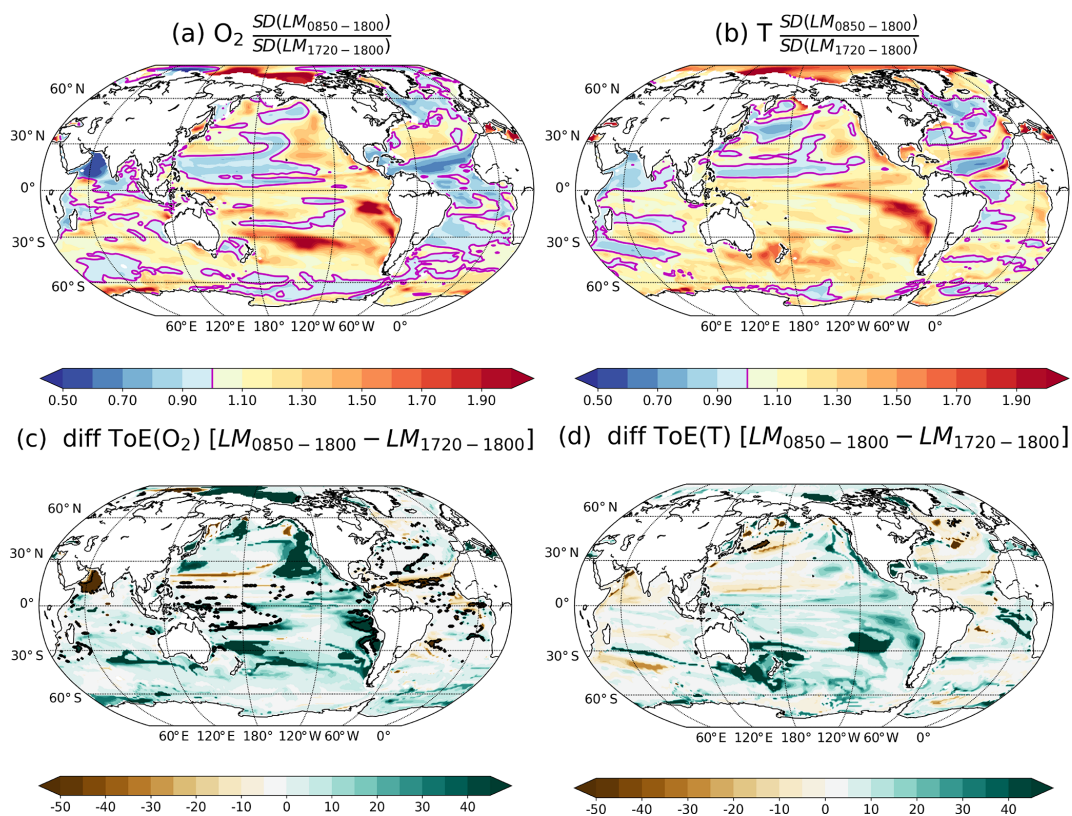 (a) O₂ SD(LM₀₈₅₀₋₁₈₀₀)/SD(LM₁₇₂₀₋₁₈₀₀)
(b) T SD(LM₀₈₅₀₋₁₈₀₀)/SD(LM₁₇₂₀₋₁₈₀₀)
60°N 60°N
30°N 30°N
0° 0°
30°S 30°S
60°S 60°S
60°E 120°E 180° 120°W 60°W 0° 60°E 120°E 180° 120°W 60°W 0°
0.50 0.70 0.90 1.10 1.30 1.50 1.70 1.90 0.50 0.70 0.90 1.10 1.30 1.50 1.70 1.90
(c) diff ToE(O₂) [LM₀₈₅₀₋₁₈₀₀ − LM₁₇₂₀₋₁₈₀₀]
(d) diff ToE(T) [LM₀₈₅₀₋₁₈₀₀ − LM₁₇₂₀₋₁₈₀₀]
60°N 60°N
30°N 30°N
0° 0°
30°S 30°S
60°S 60°S
60°E 120°E 180° 120°W 60°W 0° 60°E 120°E 180° 120°W 60°W 0°
-50 -40 -30 -20 -10 0 10 20 30 40 -50 -40 -30 -20 -10 0 10 20 30 40